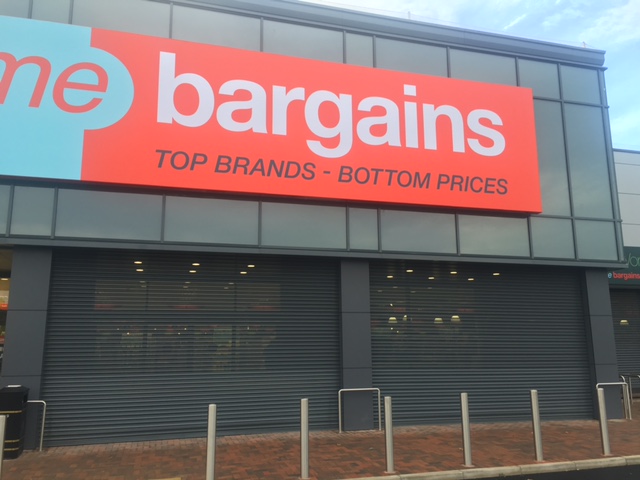 me bargains
TOP BRANDS - BOTTOM PRICES
e bargains